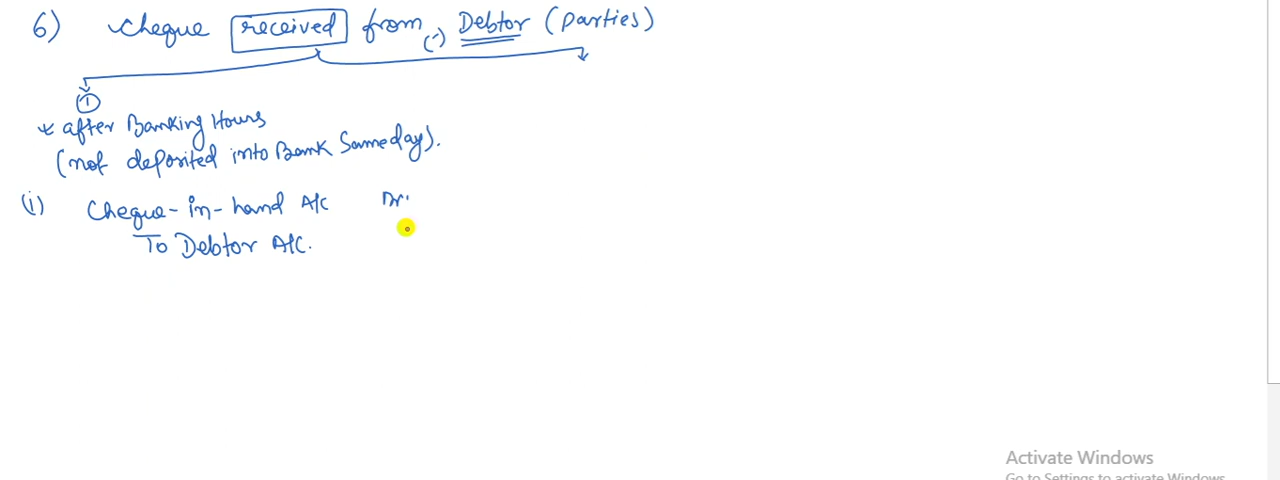 6) Cheque received from (-) Debtor (parties)
①
* after Banking Hours
(not deposited into Bank Sameday).
(i) Cheque-in-hand A/c Dr.
To Debtor A/c.
Activate Windows
Go to Settings to activate Windows.